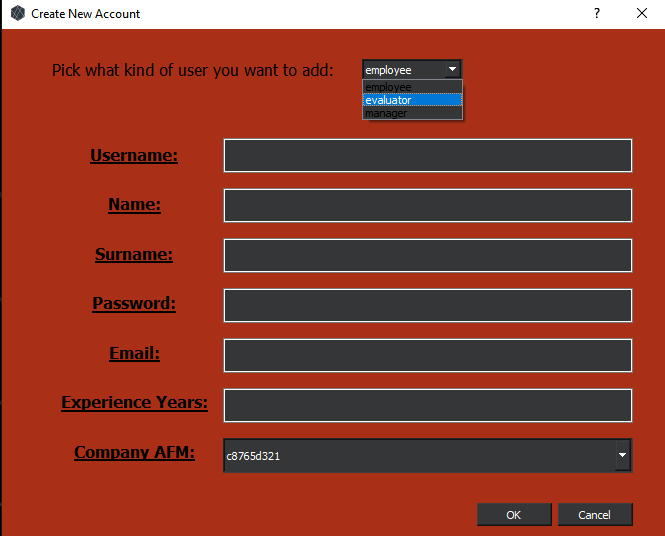 Create New Account
?
Pick what kind of user you want to add:
employee
employee
evaluator
manager
Username:
Name:
Surname:
Password:
Email:
Experience Years:
Company AFM:
c8765d321
OK
Cancel